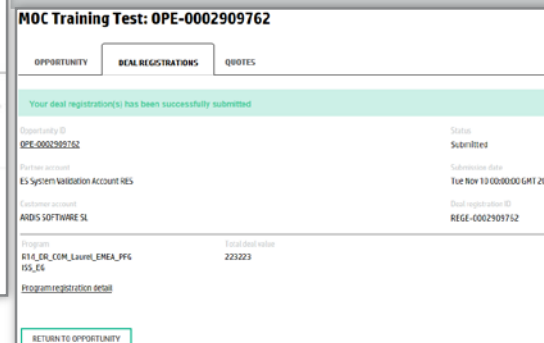 MOC Training Test: OPE-0002909762
OPPORTUNITY DEAL REGISTRATIONS QUOTES
Your deal registration(s) has been successfully submitted
Opportunity ID Status
OPE-0002909762 Submitted
Partner account Submission date
ES System Validation Account RES Tue Nov 10 00:00:00 GMT 20
Customer account Deal registration ID
ARDIS SOFTWARE SL REGE-0002909762
Program Total deal value
R14_DR_COM_Laurel_EMEA_PFG 223223
ISS_E6
Program registration detail
RETURN TO OPPORTUNITY